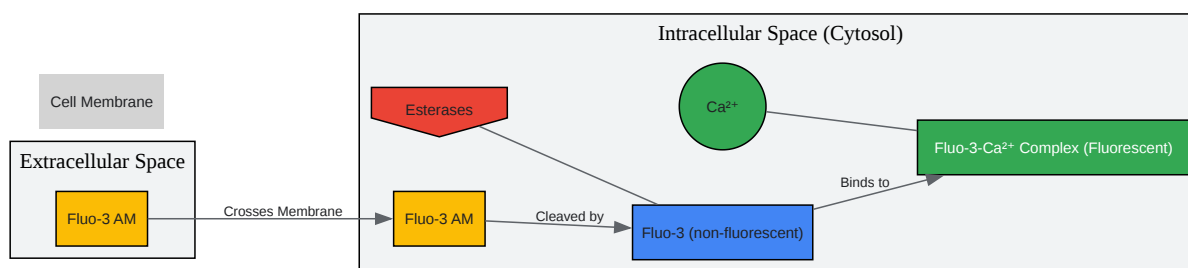 Intracellular Space (Cytosol)
Cell Membrane
Esterases
Ca²⁺
Fluo-3-Ca²⁺ Complex (Fluorescent)
Extracellular Space
Binds to
Fluo-3 AM
Crosses Membrane
Fluo-3 AM
Cleaved by
Fluo-3 (non-fluorescent)